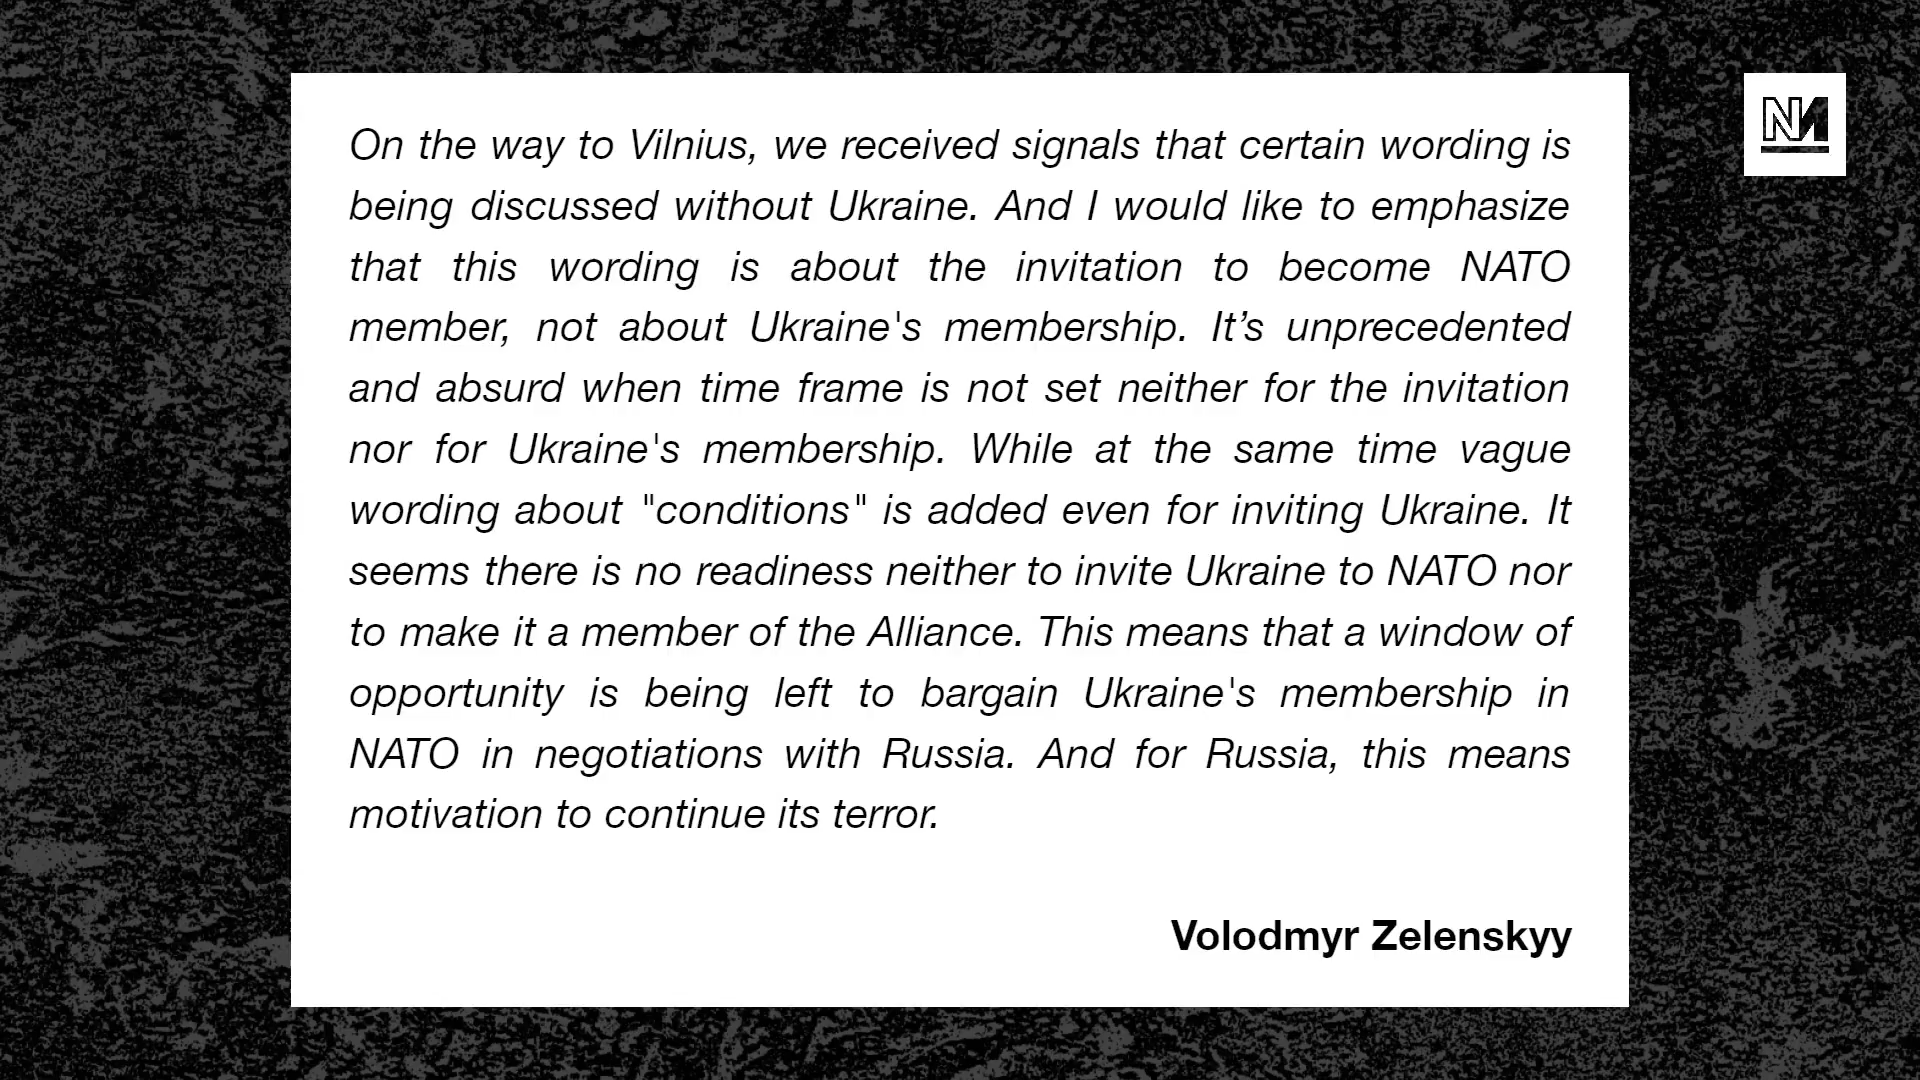 On the way to Vilnius, we received signals that certain wording is
being discussed without Ukraine. And I would like to emphasize
that this wording is about the invitation to become NATO
member, not about Ukraine's membership. It’s unprecedented
and absurd when time frame is not set neither for the invitation
nor for Ukraine's membership. While at the same time vague
wording about "conditions" is added even for inviting Ukraine. It
seems there is no readiness neither to invite Ukraine to NATO nor
to make it a member of the Alliance. This means that a window of
opportunity is being left to bargain Ukraine's membership in
NATO in negotiations with Russia. And for Russia, this means
motivation to continue its terror.
Volodmyr Zelenskyy
NM